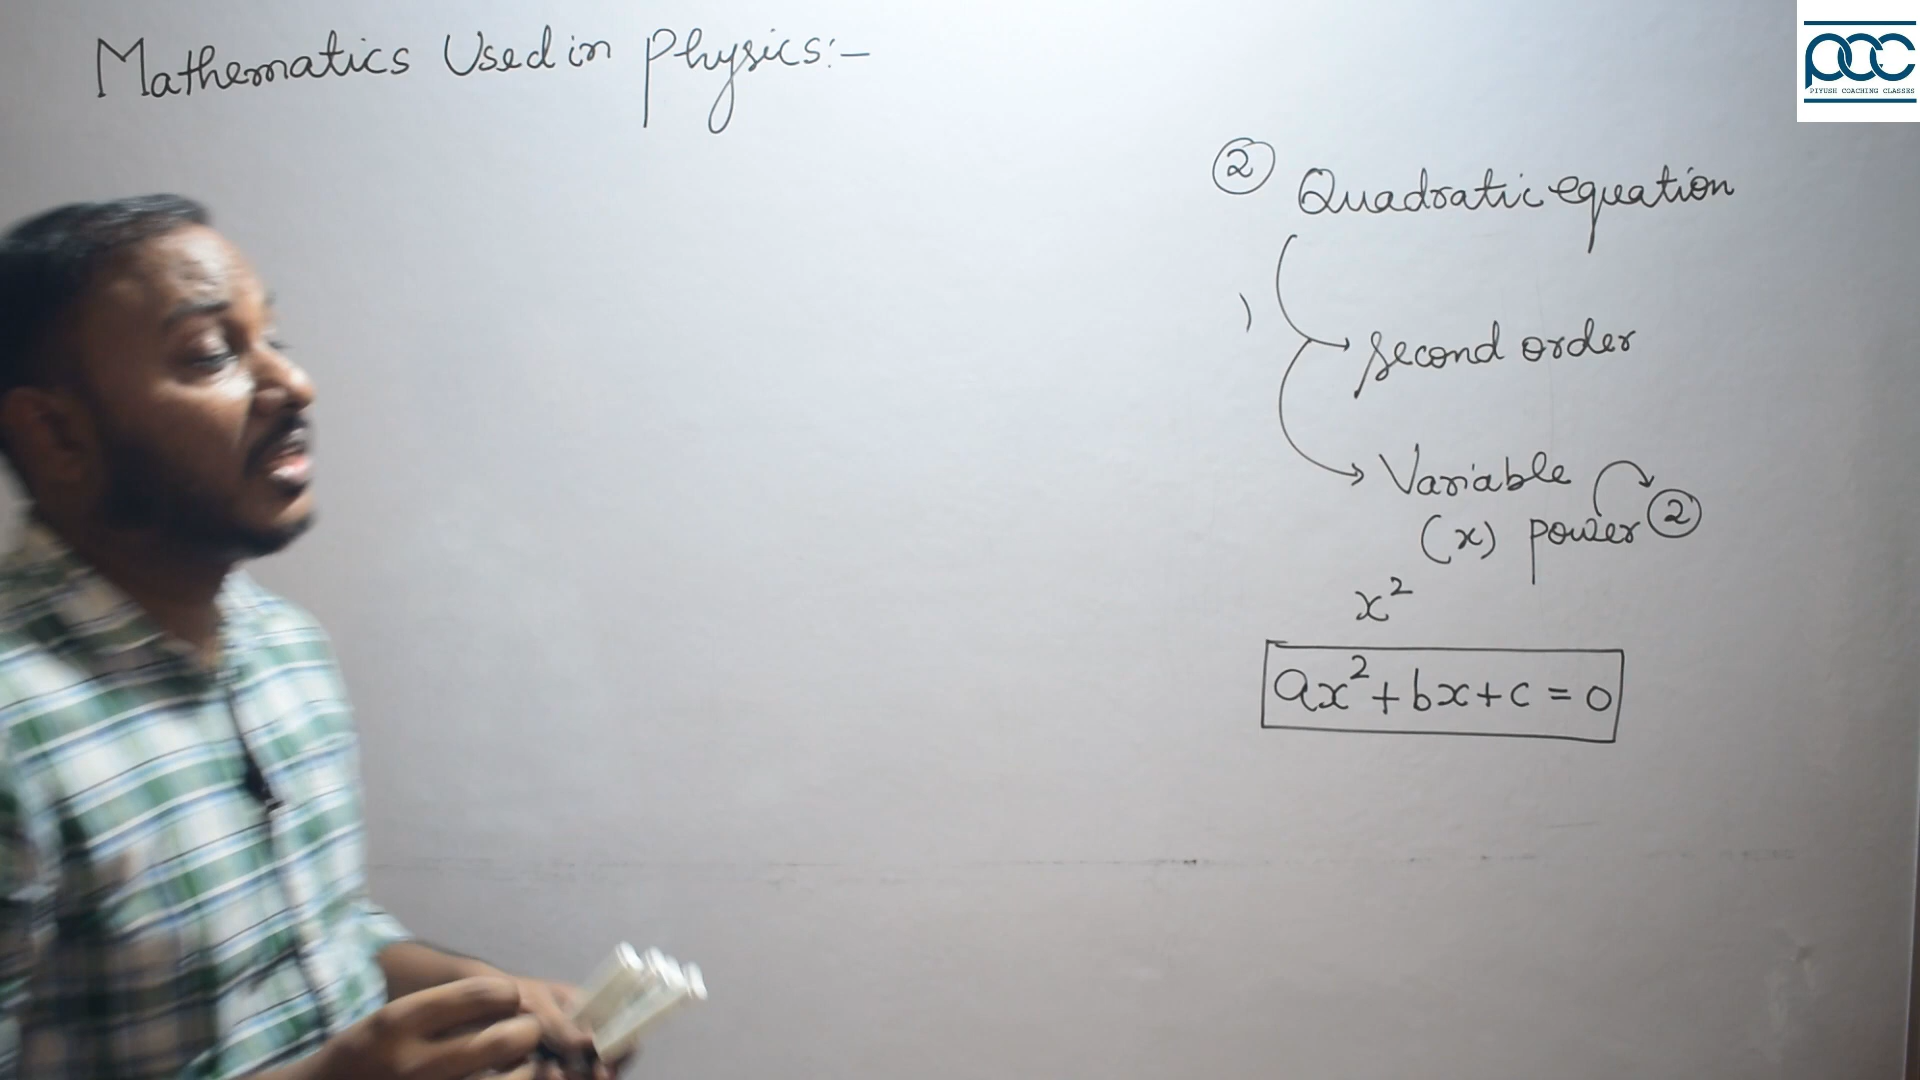 Mathematics Used in Physics:-
PCC
PIYUSH COACHING CLASSES
② Quadratic equation
Second order
Variable
(x) power ②
x²
ax²+bx+c=0